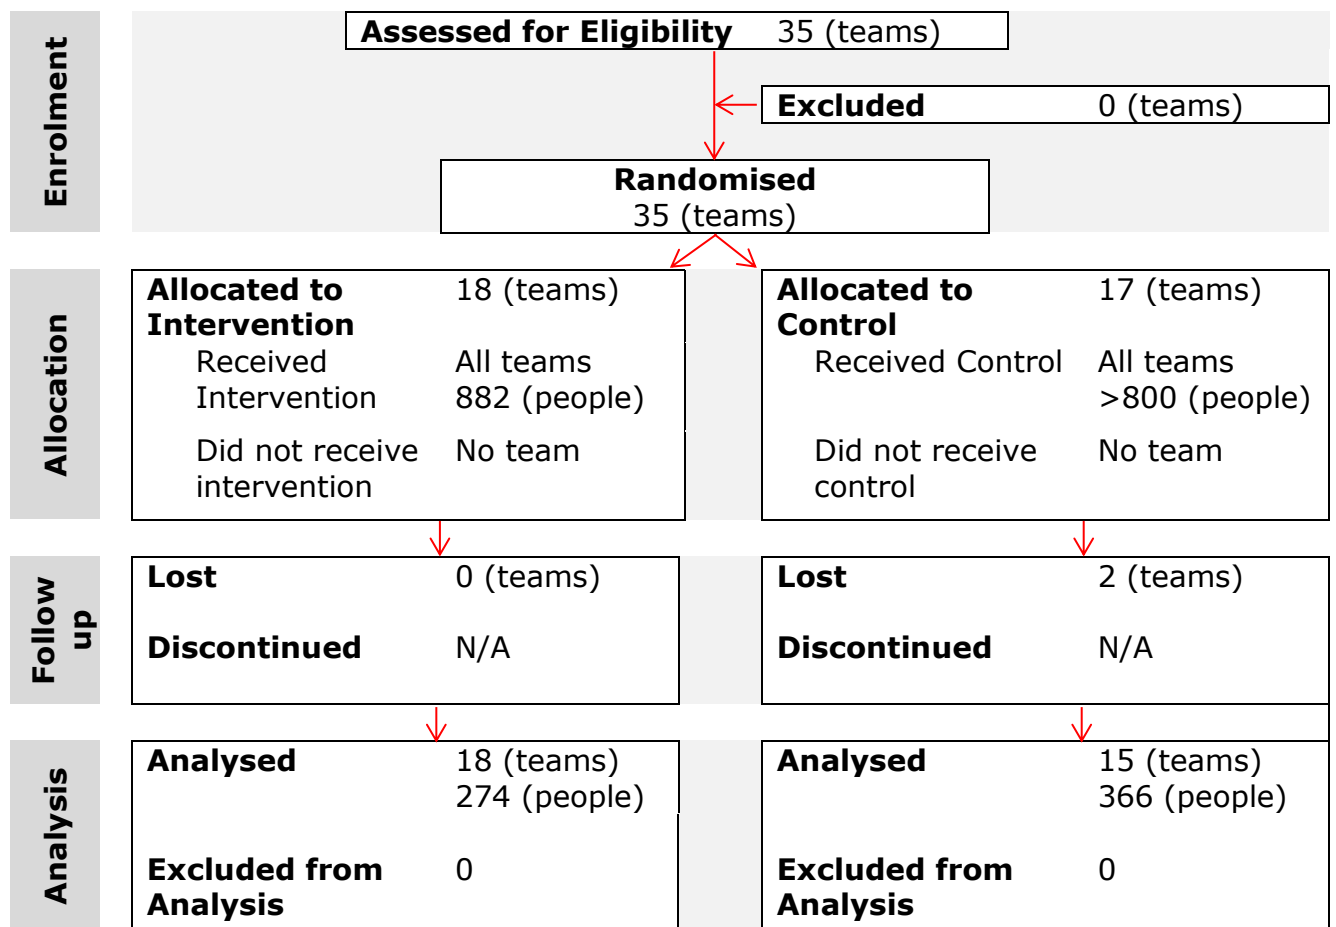 Enrolment
Assessed for Eligibility 35 (teams)
Excluded 0 (teams)
Randomised
35 (teams)
Allocation
Allocated to 18 (teams)
Intervention
Received All teams
Intervention 882 (people)
Did not receive No team
intervention
Allocated to 17 (teams)
Control
Received Control All teams
>800 (people)
Did not receive No team
control
Follow
up
Lost 0 (teams)
Discontinued N/A
Lost 2 (teams)
Discontinued N/A
Analysis
Analysed 18 (teams)
274 (people)
Excluded from 0
Analysis
Analysed 15 (teams)
366 (people)
Excluded from 0
Analysis